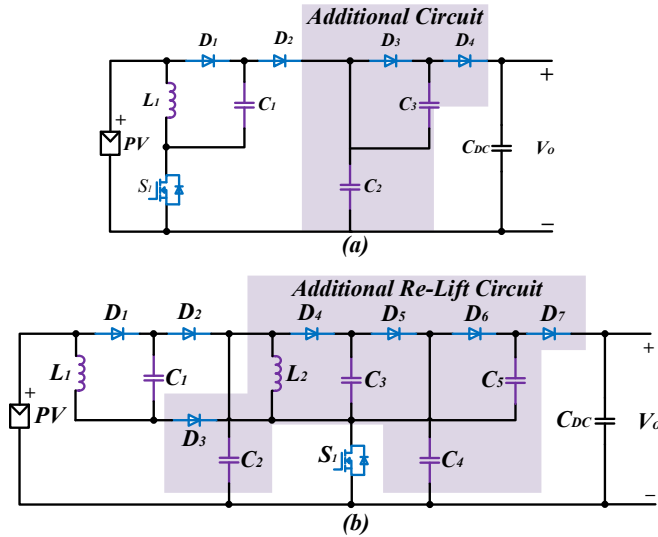 Additional Circuit
D1 D2 D3 D4
+ L1 C1 C3 +
PV CDC Vo
S1 C2
−
(a)
Additional Re-Lift Circuit
D1 D2 D4 D5 D6 D7
+ L1 C1 L2 C3 C5 +
PV D3 CDC Vo
C2 S1 C4
−
(b)